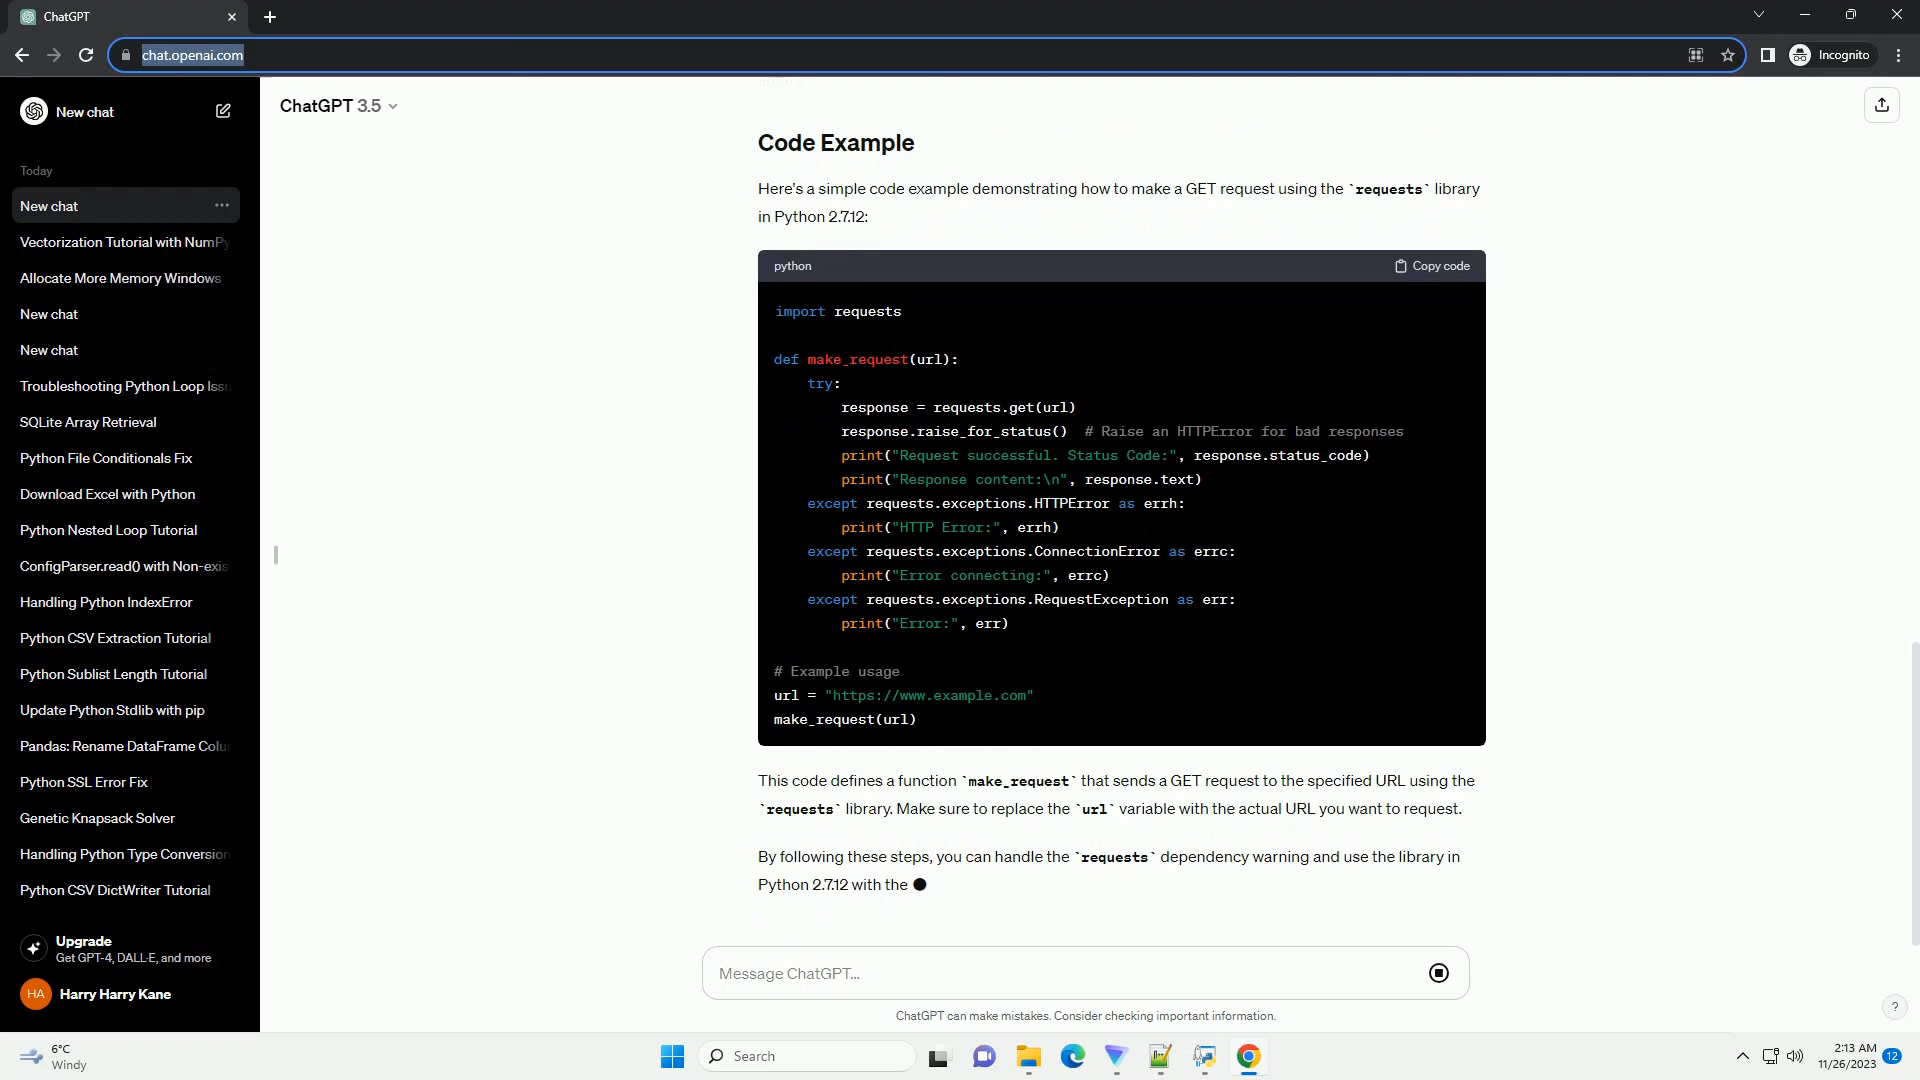 ChatGPT
chat.openai.com
Incognito
New chat
Today
New chat
Vectorization Tutorial with NumPy
Allocate More Memory Windows
New chat
New chat
Troubleshooting Python Loop Issu
SQLite Array Retrieval
Python File Conditionals Fix
Download Excel with Python
Python Nested Loop Tutorial
ConfigParser.read() with Non-exis
Handling Python IndexError
Python CSV Extraction Tutorial
Python Sublist Length Tutorial
Update Python Stdlib with pip
Pandas: Rename DataFrame Colu
Python SSL Error Fix
Genetic Knapsack Solver
Handling Python Type Conversion
Python CSV DictWriter Tutorial
Upgrade
Get GPT-4, DALL·E, and more
HA Harry Harry Kane
ChatGPT 3.5
Code Example
Here's a simple code example demonstrating how to make a GET request using the `requests` library
in Python 2.7.12:
python Copy code
import requests
def make_request(url):
try:
response = requests.get(url)
response.raise_for_status() # Raise an HTTPError for bad responses
print("Request successful. Status Code:", response.status_code)
print("Response content:\n", response.text)
except requests.exceptions.HTTPError as errh:
print("HTTP Error:", errh)
except requests.exceptions.ConnectionError as errc:
print("Error connecting:", errc)
except requests.exceptions.RequestException as err:
print("Error:", err)
# Example usage
url = "https://www.example.com"
make_request(url)
This code defines a function `make_request` that sends a GET request to the specified URL using the
`requests` library. Make sure to replace the `url` variable with the actual URL you want to request.
By following these steps, you can handle the `requests` dependency warning and use the library in
Python 2.7.12 with the
Message ChatGPT...
ChatGPT can make mistakes. Consider checking important information.
?
6°C
Windy
Search
2:13 AM
11/26/2023
12